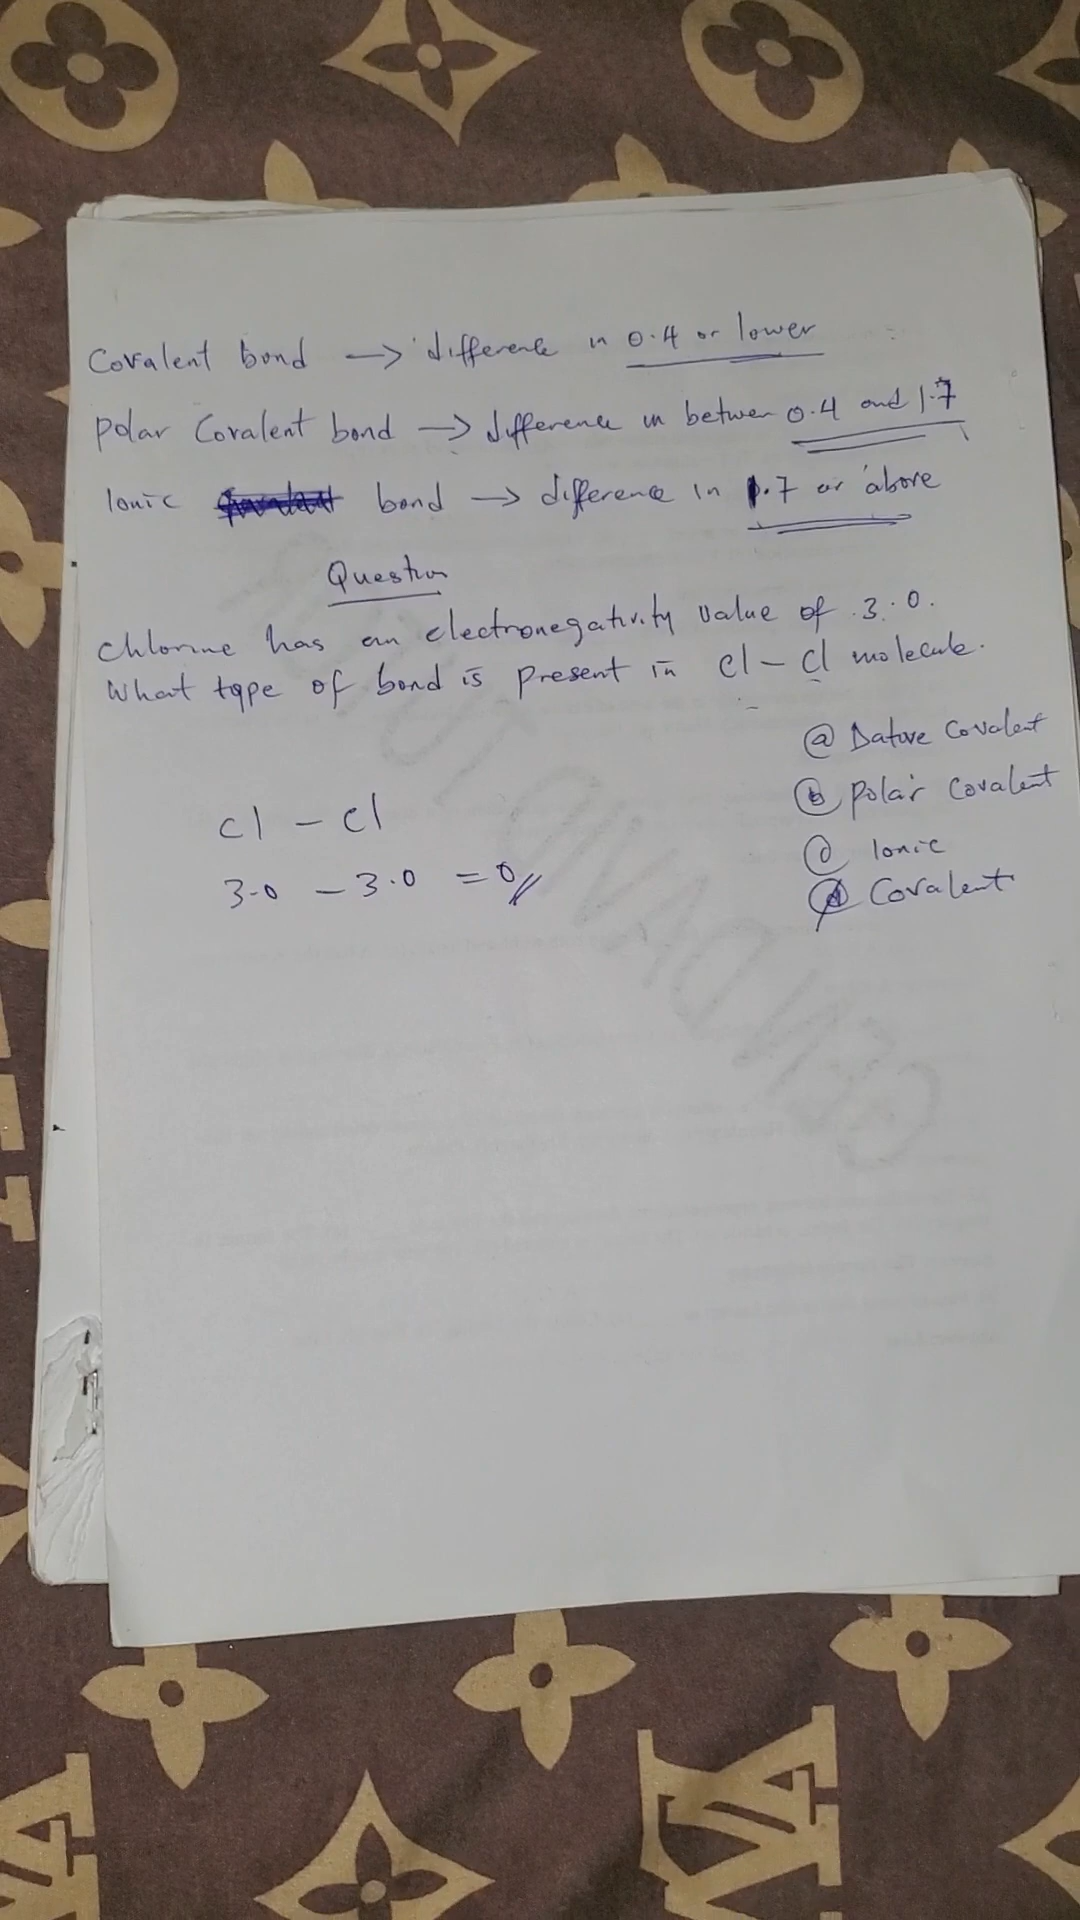 Covalent bond → difference in 0.4 or lower
polar Covalent bond → difference in betwen 0.4 and 1.7
Ionic bond → difference in 1.7 or above
Question
Chlorine has an electronegativity value of 3.0.
What type of bond is present in Cl – Cl molecule.
(a) Dative Covalent
(b) Polar Covalent
(c) Ionic
(d) Covalent
Cl – Cl
3.0 – 3.0 = 0//